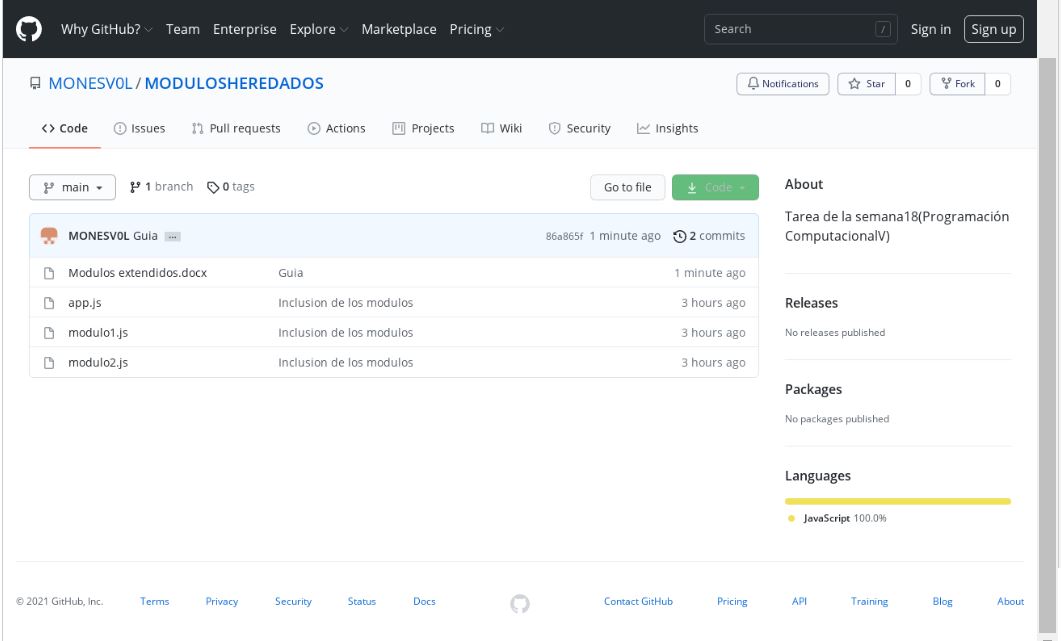 Why GitHub? Team Enterprise Explore Marketplace Pricing Search / Sign in Sign up
MONESV0L / MODULOSHEREDADOS Notifications Star 0 Fork 0
Code Issues Pull requests Actions Projects Wiki Security Insights
main 1 branch 0 tags Go to file Code
MONESV0L Guia ... 86a865f 1 minute ago 2 commits
Modulos extendidos.docx Guia 1 minute ago
app.js Inclusion de los modulos 3 hours ago
modulo1.js Inclusion de los modulos 3 hours ago
modulo2.js Inclusion de los modulos 3 hours ago
About
Tarea de la semana18(Programación
ComputacionalV)
Releases
No releases published
Packages
No packages published
Languages
JavaScript 100.0%
© 2021 GitHub, Inc. Terms Privacy Security Status Docs Contact GitHub Pricing API Training Blog About